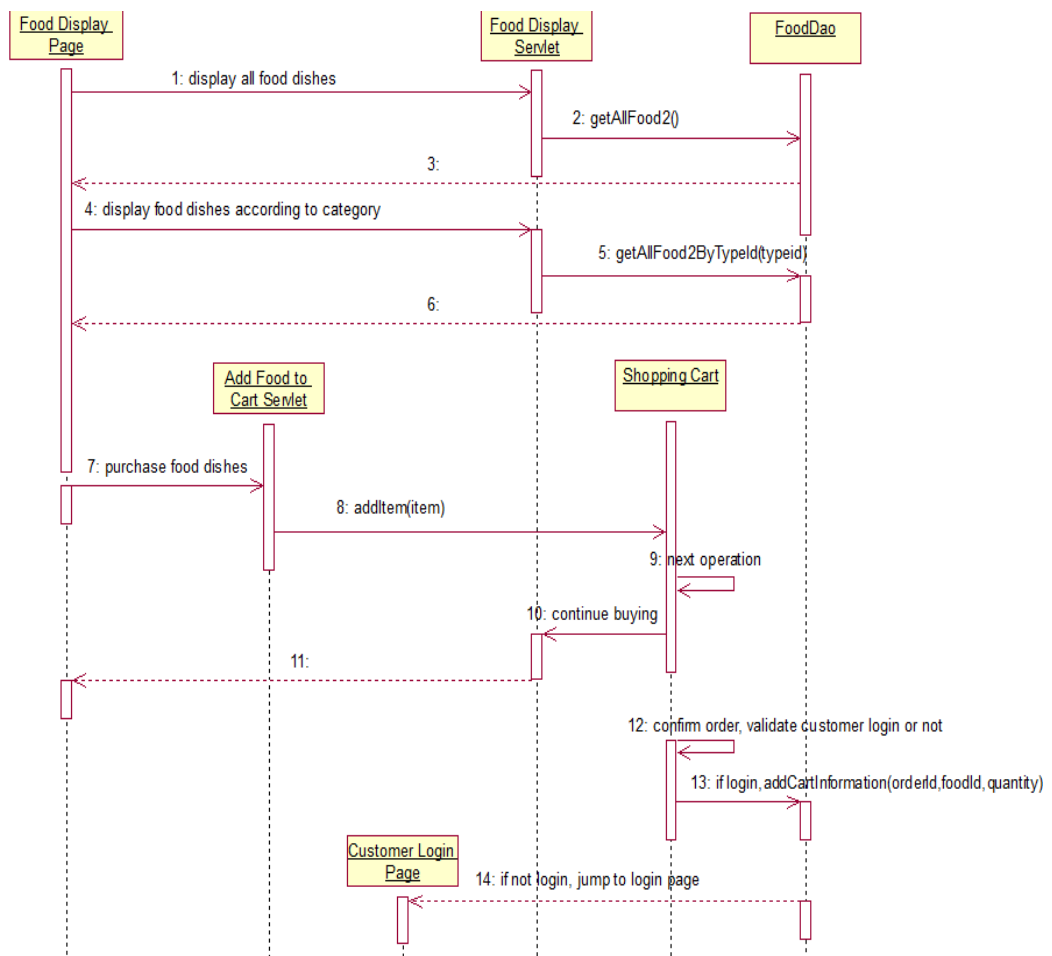 Food Display
Page
Food Display
Servlet
FoodDao
1: display all food dishes
2: getAllFood2()
3:
4: display food dishes according to category
5: getAllFood2ByTypeId(typeid)
6:
Add Food to
Cart Servlet
Shopping Cart
7: purchase food dishes
8: addItem(item)
9: next operation
10: continue buying
11:
12: confirm order, validate customer login or not
13: if login,addCartInformation(orderId,foodId,quantity)
Customer Login
Page
14: if not login, jump to login page